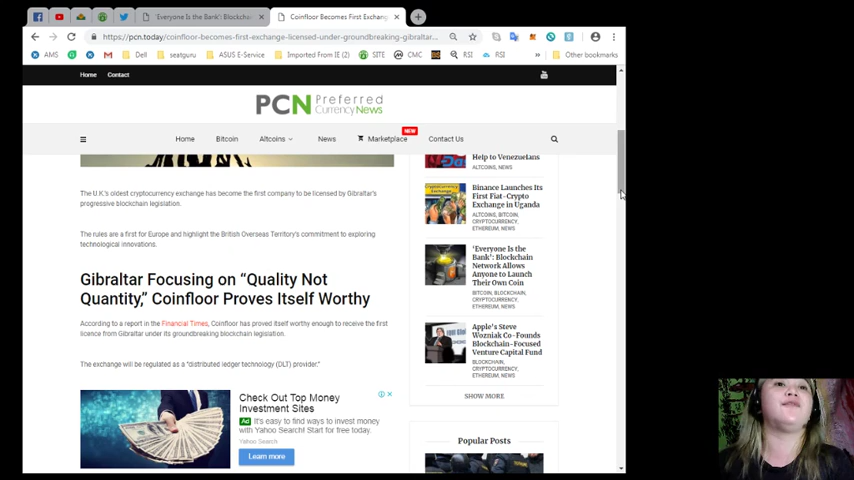 'Everyone Is the Bank': Blockchai
Coinfloor Becomes First Exchang
https://pcn.today/coinfloor-becomes-first-exchange-licensed-under-groundbreaking-gibraltar...
AMS
Dell
seatguru
ASUS E-Service
Imported From IE (2)
SITE
CMC
RSI
RSI
»
Other bookmarks
Home
Contact
PCN Preferred
Currency News
Home
Bitcoin
Altcoins
News
Marketplace
NEW
Contact Us
The U.K.'s oldest cryptocurrency exchange has become the first company to be licensed by Gibraltar's
progressive blockchain legislation.
The rules are a first for Europe and highlight the British Overseas Territory's commitment to exploring
technological innovations.
Gibraltar Focusing on “Quality Not
Quantity,” Coinfloor Proves Itself Worthy
According to a report in the Financial Times, Coinfloor has proved itself worthy enough to receive the first
licence from Gibraltar under its groundbreaking blockchain legislation.
The exchange will be regulated as a “distributed ledger technology (DLT) provider.”
Check Out Top Money
Investment Sites
Ad It's easy to find ways to invest money
with Yahoo Search! Start for free today.
Yahoo Search
Learn more
Help to Venezuelans
ALTCOINS, NEWS
Binance Launches Its
First Fiat-Crypto
Exchange in Uganda
ALTCOINS, BITCOIN,
CRYPTOCURRENCY,
ETHEREUM, NEWS
'Everyone Is the
Bank': Blockchain
Network Allows
Anyone to Launch
Their Own Coin
BITCOIN, BLOCKCHAIN,
CRYPTOCURRENCY,
ETHEREUM, NEWS
Apple's Steve
Wozniak Co-Founds
Blockchain-Focused
Venture Capital Fund
BLOCKCHAIN,
CRYPTOCURRENCY,
ETHEREUM, NEWS
SHOW MORE
Popular Posts